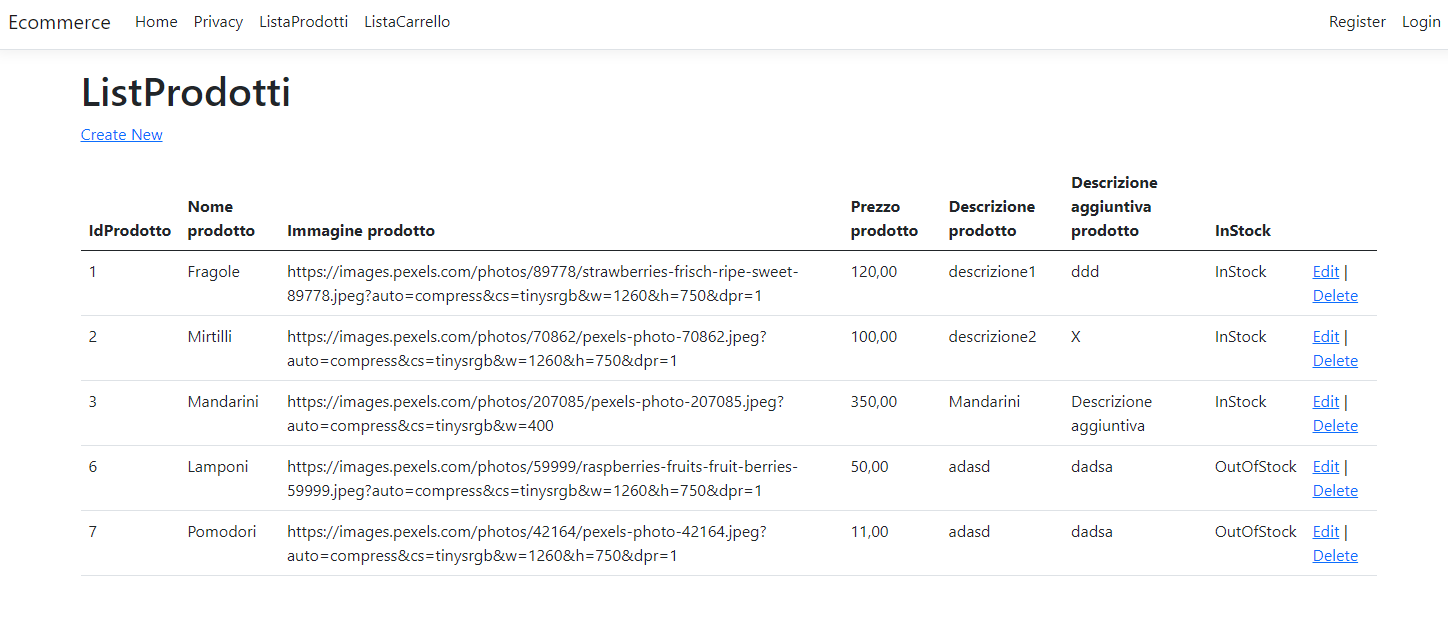 Ecommerce Home Privacy ListaProdotti ListaCarrello Register Login
ListProdotti
Create New
IdProdotto Nome prodotto Immagine prodotto Prezzo prodotto Descrizione prodotto Descrizione aggiuntiva prodotto InStock
1 Fragole https://images.pexels.com/photos/89778/strawberries-frisch-ripe-sweet- 120,00 descrizione1 ddd InStock Edit |
89778.jpeg?auto=compress&cs=tinysrgb&w=1260&h=750&dpr=1 Delete
2 Mirtilli https://images.pexels.com/photos/70862/pexels-photo-70862.jpeg? 100,00 descrizione2 X InStock Edit |
auto=compress&cs=tinysrgb&w=1260&h=750&dpr=1 Delete
3 Mandarini https://images.pexels.com/photos/207085/pexels-photo-207085.jpeg? 350,00 Mandarini Descrizione InStock Edit |
auto=compress&cs=tinysrgb&w=400 aggiuntiva Delete
6 Lamponi https://images.pexels.com/photos/59999/raspberries-fruits-fruit-berries- 50,00 adasd dadsa OutOfStock Edit |
59999.jpeg?auto=compress&cs=tinysrgb&w=1260&h=750&dpr=1 Delete
7 Pomodori https://images.pexels.com/photos/42164/pexels-photo-42164.jpeg? 11,00 adasd dadsa OutOfStock Edit |
auto=compress&cs=tinysrgb&w=1260&h=750&dpr=1 Delete